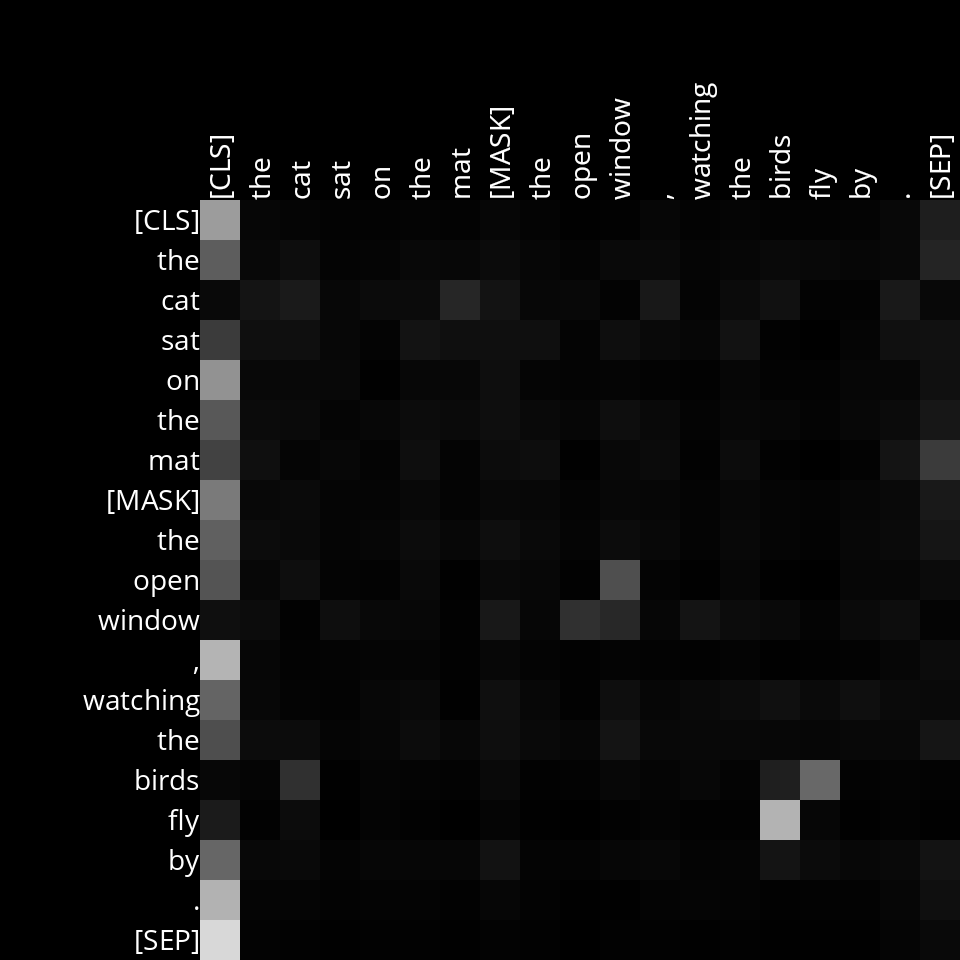 [CLS] the cat sat on the mat [MASK] the open window , watching the birds fly by . [SEP]
[CLS]
the
cat
sat
on
the
mat
[MASK]
the
open
window
,
watching
the
birds
fly
by
.
[SEP]